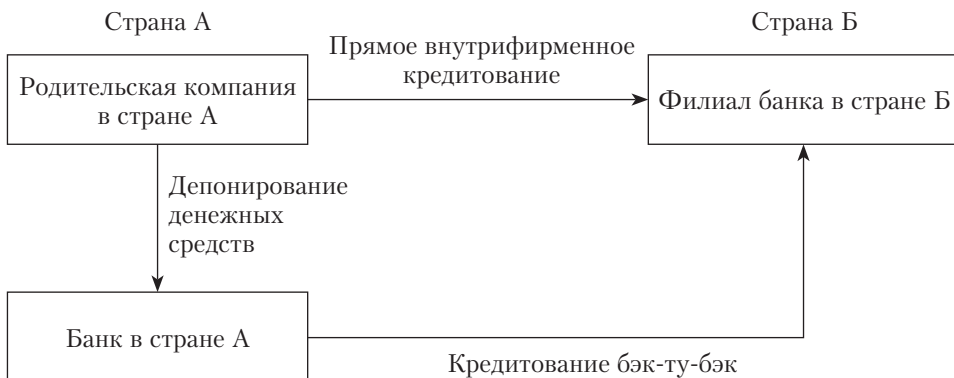 Страна А
Страна Б
Прямое внутрифирменное
кредитование
Родительская компания
в стране А
Филиал банка в стране Б
Депонирование
денежных
средств
Банк в стране А
Кредитование бэк-ту-бэк